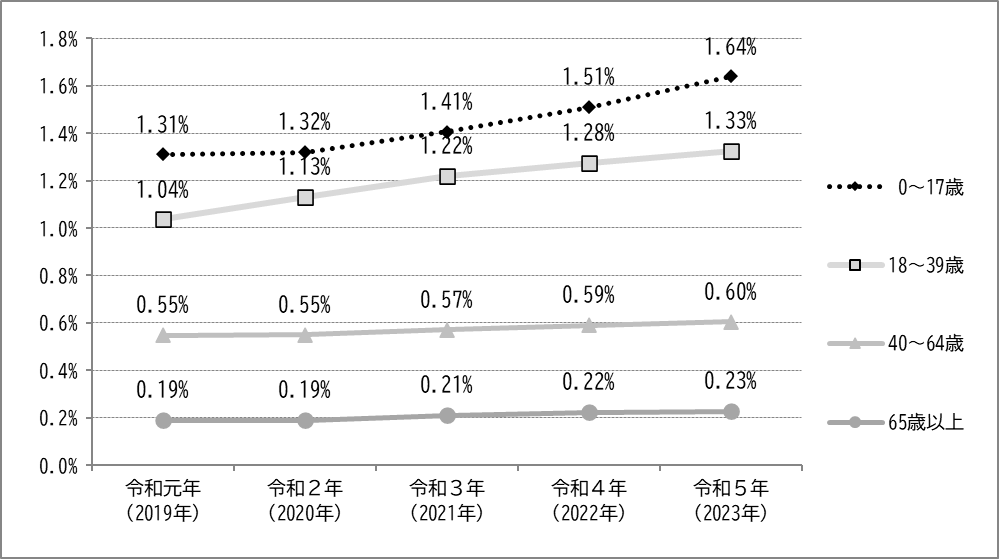 1.8%
1.6%
1.4%
1.2%
1.0%
0.8%
0.6%
0.4%
0.2%
0.0%
1.31%
1.32%
1.41%
1.51%
1.64%
1.04%
1.13%
1.22%
1.28%
1.33%
0.55%
0.55%
0.57%
0.59%
0.60%
0.19%
0.19%
0.21%
0.22%
0.23%
令和元年
（2019年）
令和２年
（2020年）
令和３年
（2021年）
令和４年
（2022年）
令和５年
（2023年）
0～17歳
18～39歳
40～64歳
65歳以上